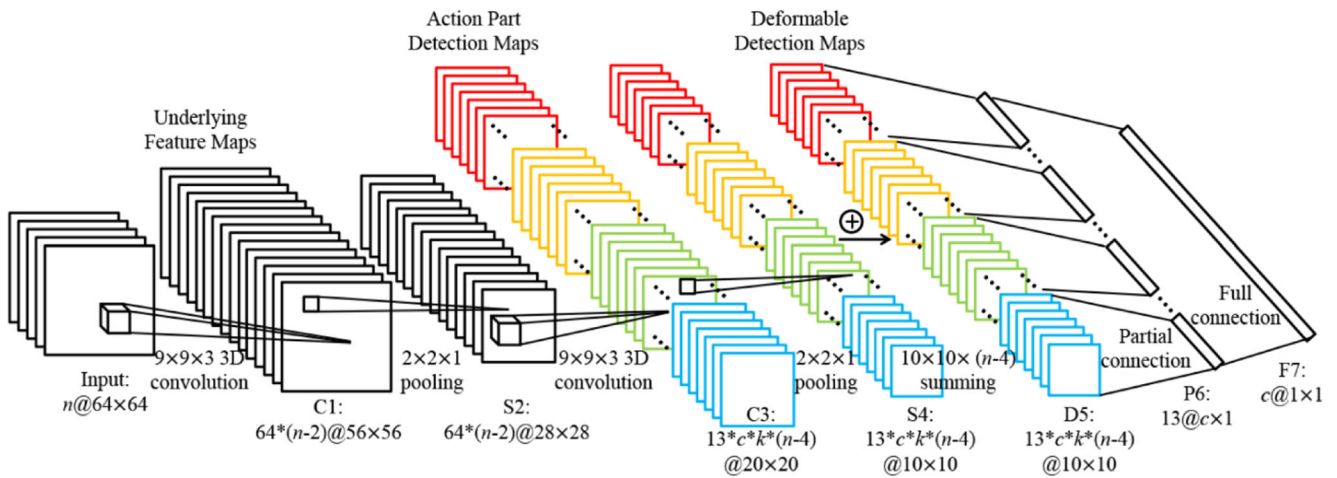 Action Part
Detection Maps
Deformable
Detection Maps
Underlying
Feature Maps
Input:
n@64×64
9×9×3 3D
convolution
C1:
64*(n-2)@56×56
2×2×1
pooling
S2:
64*(n-2)@28×28
9×9×3 3D
convolution
C3:
13*c*k*(n-4)
@20×20
2×2×1
pooling
S4:
13*c*k*(n-4)
@10×10
10×10× (n-4)
summing
D5:
13*c*k*(n-4)
@10×10
Partial
connection
P6:
13@c×1
Full
connection
F7:
c@1×1